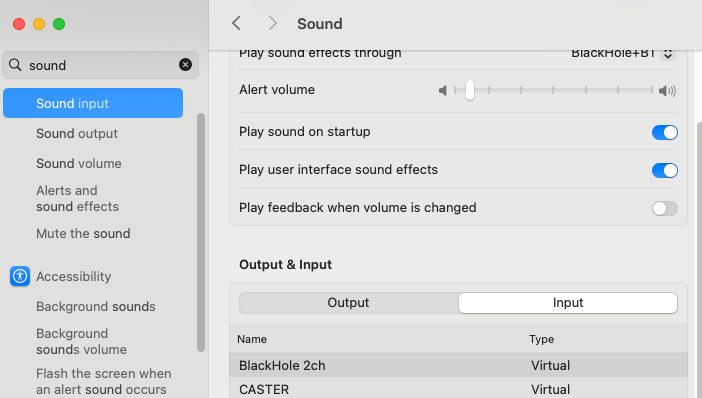 Sound
sound
Sound input
Sound output
Sound volume
Alerts and
sound effects
Mute the sound
Accessibility
Background sounds
Background
sounds volume
Flash the screen when
an alert sound occurs
Play sound effects through BlackHole+BT
Alert volume
Play sound on startup
Play user interface sound effects
Play feedback when volume is changed
Output & Input
Output Input
Name Type
BlackHole 2ch Virtual
CASTER Virtual